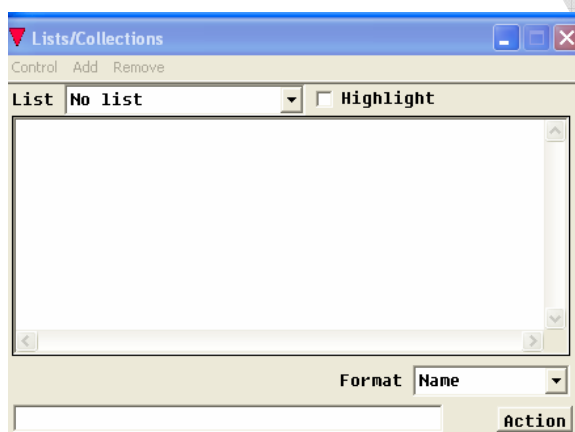 Lists/Collections
Control Add Remove
List No list Highlight
Format Name
Action